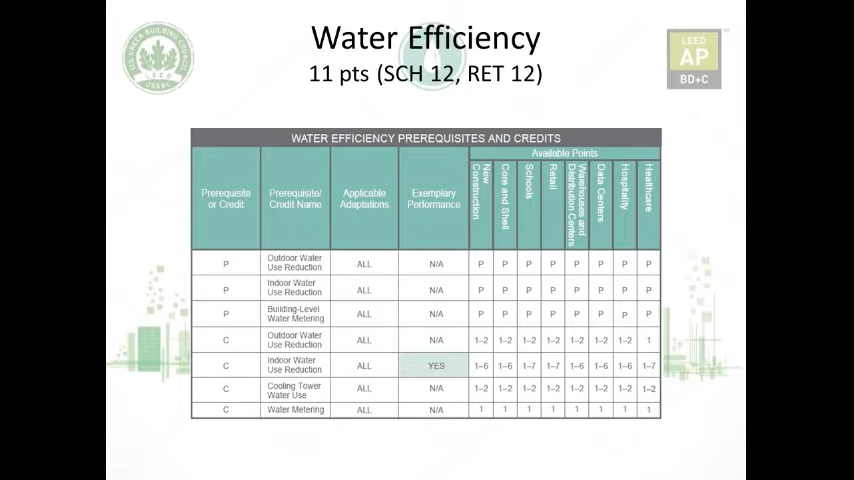 Water Efficiency
11 pts (SCH 12, RET 12)
U.S. GREEN BUILDING COUNCIL
LEED
USGBC
LEED
AP
BD+C
TM
WATER EFFICIENCY PREREQUISITES AND CREDITS
Available Points
Prerequisite or Credit
Prerequisite/ Credit Name
Applicable Adaptations
Exemplary Performance
New Construction
Core and Shell
Schools
Retail
Warehouses and Distribution Centers
Data Centers
Hospitality
Healthcare
P Outdoor Water Use Reduction ALL N/A P P P P P P P P
P Indoor Water Use Reduction ALL N/A P P P P P P P P
P Building-Level Water Metering ALL N/A P P P P P P P P
C Outdoor Water Use Reduction ALL N/A 1–2 1–2 1–2 1–2 1–2 1–2 1–2 1
C Indoor Water Use Reduction ALL YES 1–6 1–6 1–7 1–7 1–6 1–6 1–6 1–7
C Cooling Tower Water Use ALL N/A 1–2 1–2 1–2 1–2 1–2 1–2 1–2 1–2
C Water Metering ALL N/A 1 1 1 1 1 1 1 1